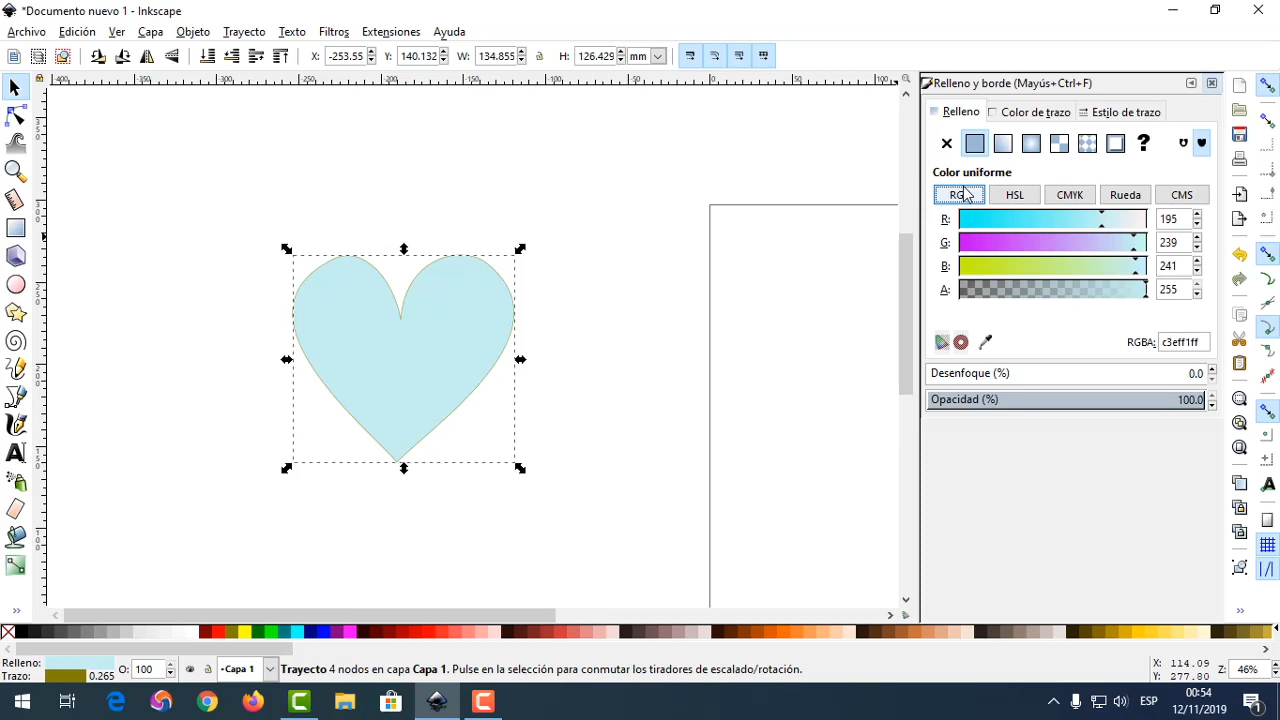 *Documento nuevo 1 - Inkscape
Archivo Edición Ver Capa Objeto Trayecto Texto Filtros Extensiones Ayuda
X: -253.55 Y: 140.132 W: 134.855 H: 126.429 mm
Relleno y borde (Mayús+Ctrl+F)
Relleno Color de trazo Estilo de trazo
Color uniforme
HSL CMYK Rueda CMS
R: 195
G: 239
B: 241
A: 255
RGBA: c3eff1ff
Desenfoque (%) 0.0
Opacidad (%) 100.0
Relleno: O: 100 •Capa 1 Trayecto 4 nodos en capa Capa 1. Pulse en la selección para conmutar los tiradores de escalado/rotación. X: 114.09 Z: 46%
Trazo: 0.265 Y: 277.80
ESP 00:54
12/11/2019